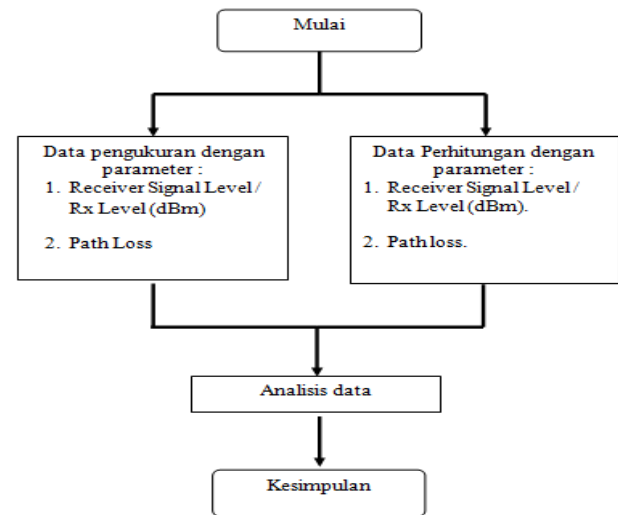 Mulai
Data pengukuran dengan
parameter :
1. Receiver Signal Level /
Rx Level (dBm)
2. Path Loss
Data Perhitungan dengan
parameter :
1. Receiver Signal Level /
Rx Level (dBm).
2. Path loss.
Analisis data
Kesimpulan